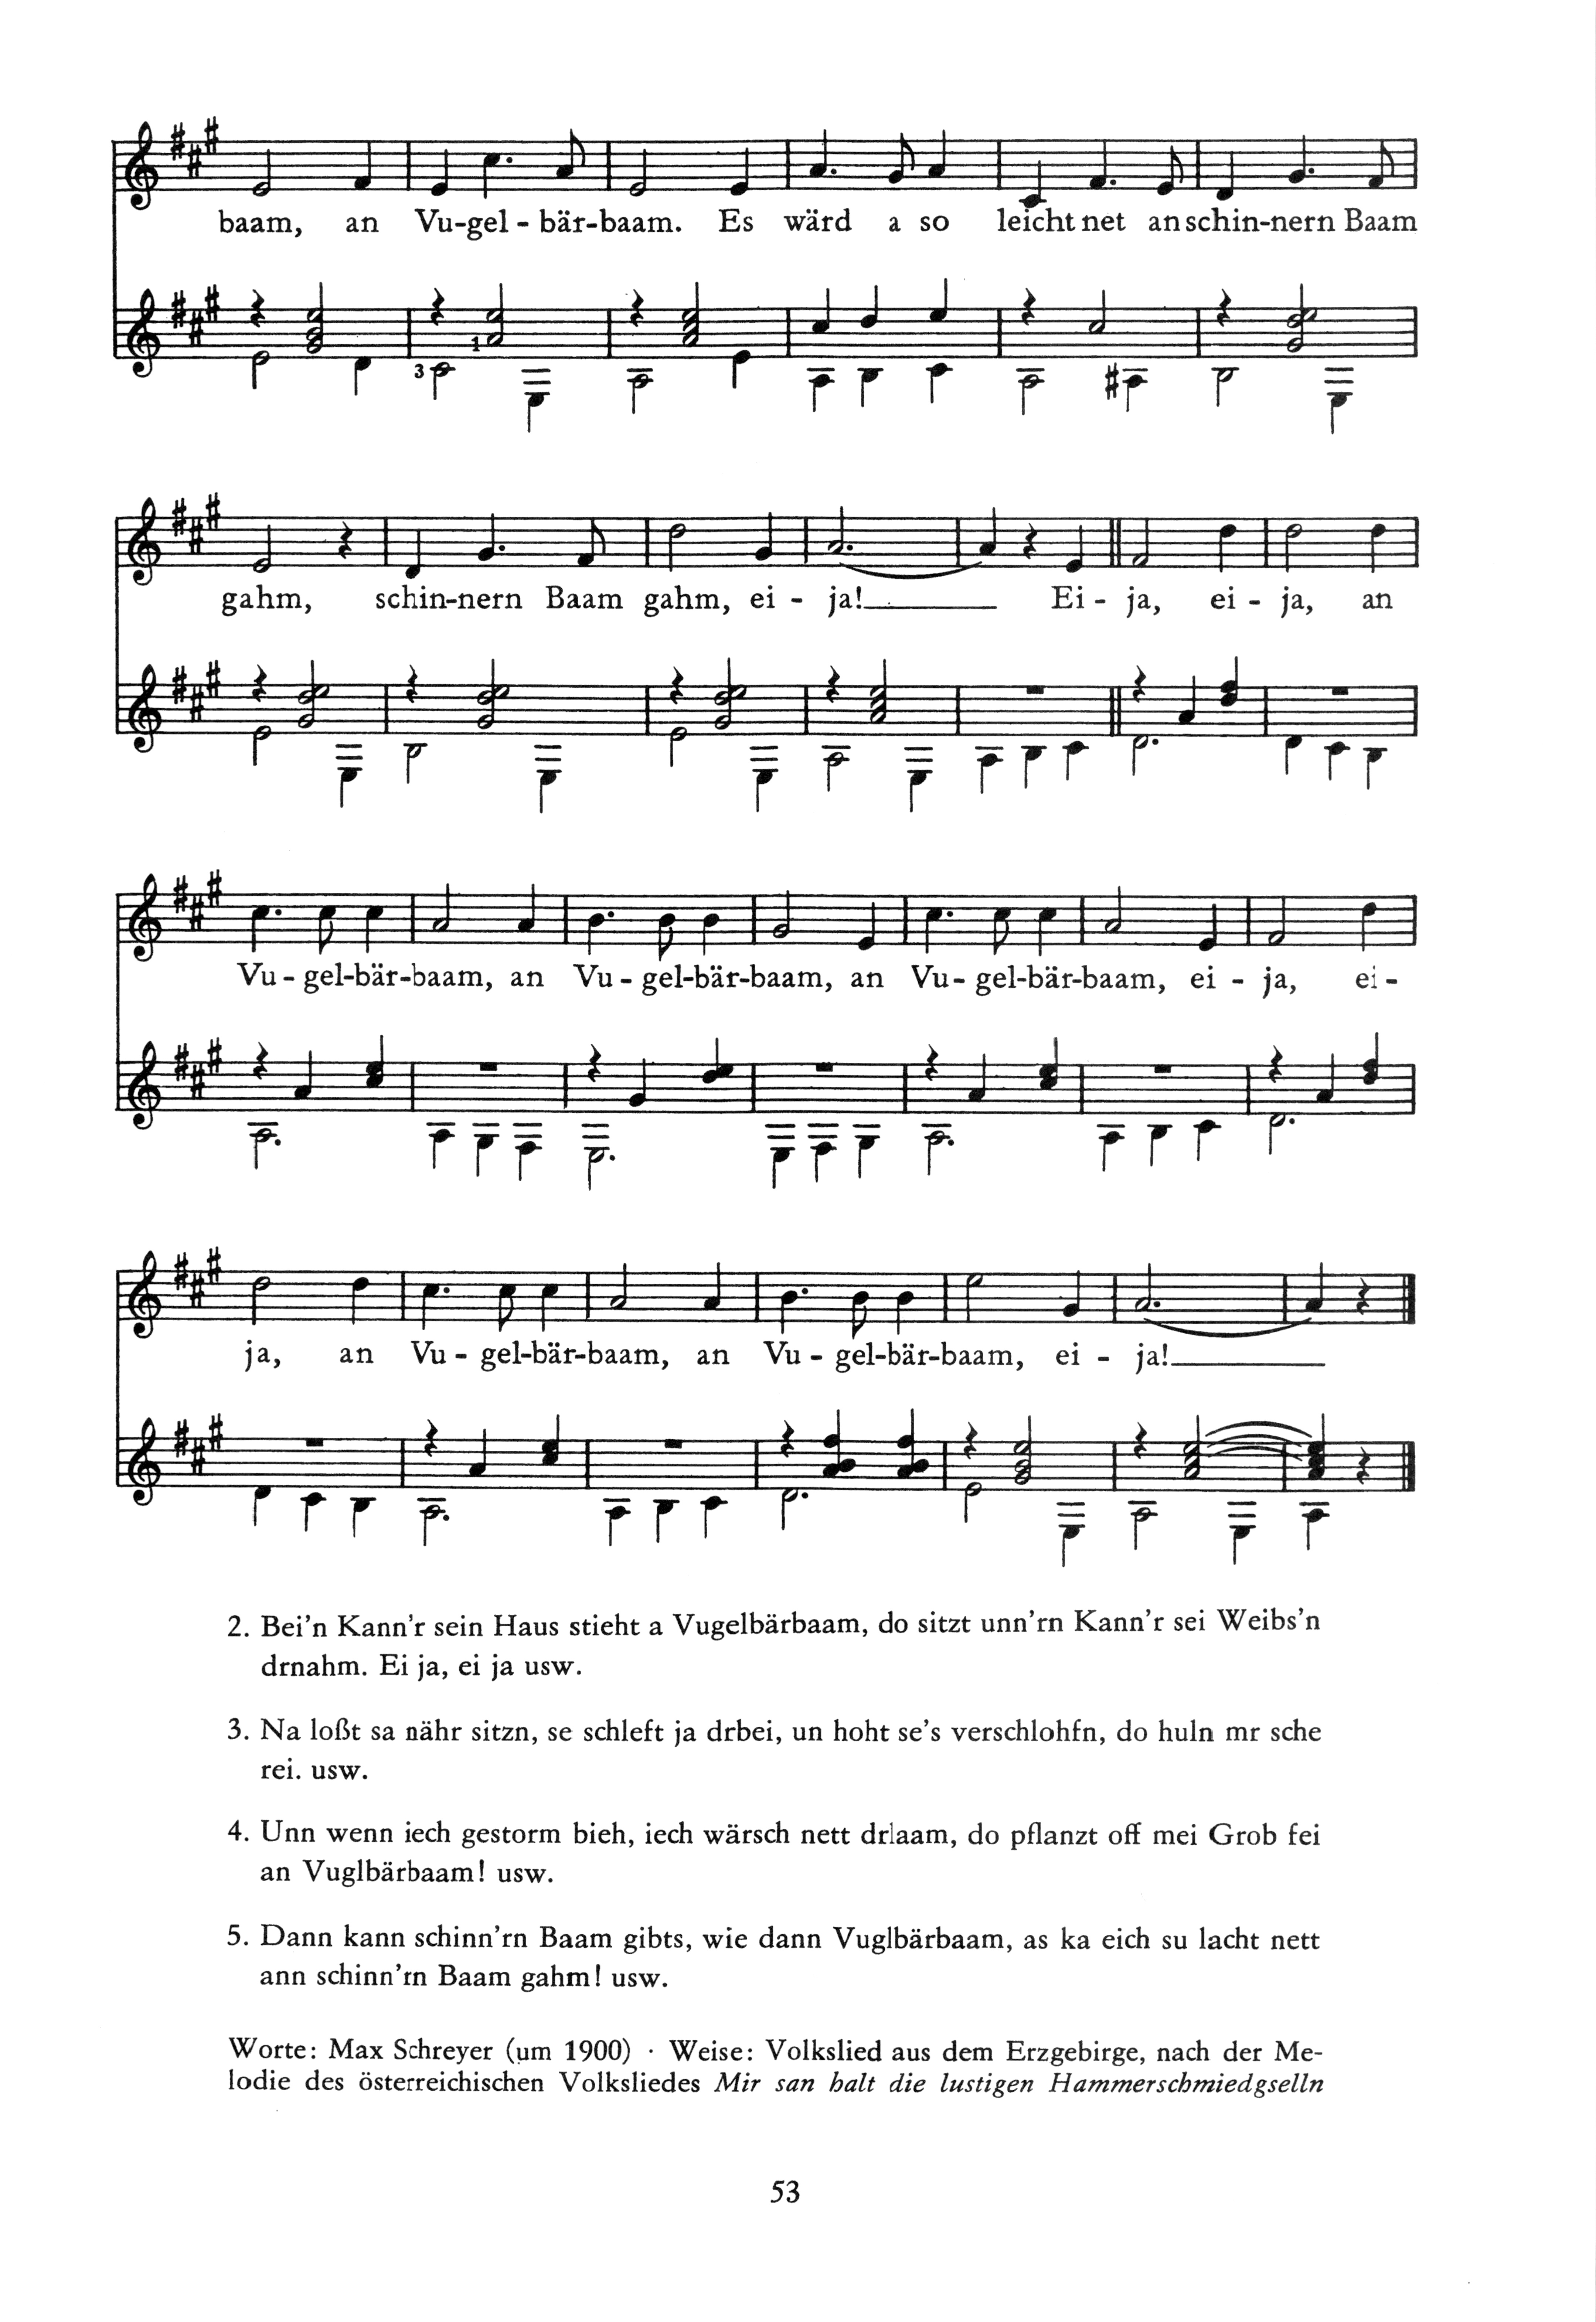 baam, an Vu-gel-bär-baam. Es wärd a so leicht net an schin-nern Baam
1
3
gahm, schin-nern Baam gahm, ei - ja! Ei - ja, ei - ja, an
Vu - gel-bär-baam, an Vu - gel-bär-baam, an Vu - gel-bär-baam, ei - ja, ei -
ja, an Vu - gel-bär-baam, an Vu - gel-bär-baam, ei - ja!
2. Bei'n Kann'r sein Haus stieht a Vugelbärbaam, do sitzt unn'rn Kann'r sei Weibs'n
drnahm. Ei ja, ei ja usw.
3. Na loßt sa nähr sitzn, se schleft ja drbei, un hoht se's verschlohfn, do huln mr sche
rei. usw.
4. Unn wenn iech gestorm bieh, iech wärsch nett drlaam, do pflanzt off mei Grob fei
an Vuglbärbaam! usw.
5. Dann kann schinn'rn Baam gibts, wie dann Vuglbärbaam, as ka eich su lacht nett
ann schinn'rn Baam gahm! usw.
Worte: Max Schreyer (um 1900) · Weise: Volkslied aus dem Erzgebirge, nach der Me-
lodie des österreichischen Volksliedes Mir san halt die lustigen Hammerschmiedgselln
53